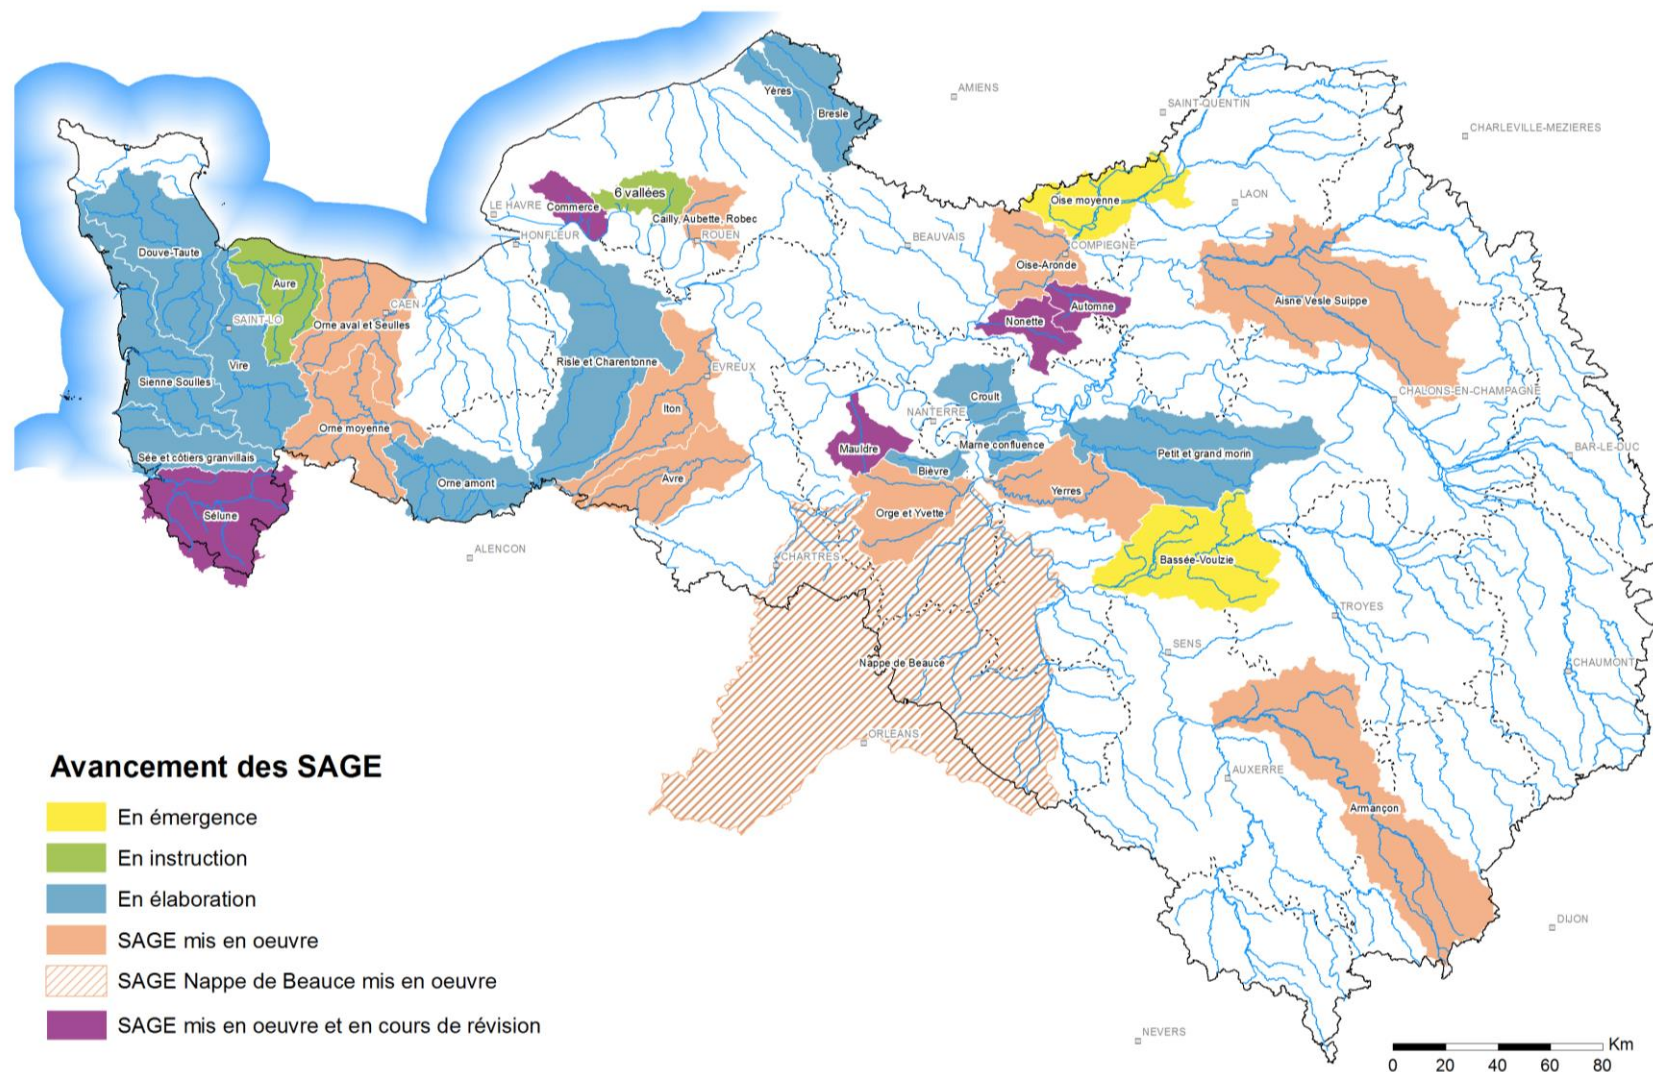 AMIENS
SAINT-QUENTIN
CHARLEVILLE-MEZIERES
Yères
Bresle
LAON
Oise moyenne
6 vallées
Commerce
LE HAVRE
Cailly, Aubette, Robec
ROUEN
HONFLEUR
BEAUVAIS
COMPIEGNE
Oise-Aronde
Douve-Taute
Aure
Aisne Vesle Suippe
CAEN
Automne
Nonette
SAINT-LO
Orne aval et Seulles
Vire
Risle et Charentonne
EVREUX
Sienne Soulles
CHALONS-EN-CHAMPAGNE
Croult
Iton
NANTERRE
Orne moyenne
Mauldre
Marne confluence
BAR-LE-DUC
Petit et grand morin
Sée et côtiers granvillais
Bièvre
Avre
Orne amont
Yerres
Sélune
Orge et Yvette
ALENCON
CHARTRES
Bassée-Voulzie
TROYES
SENS
Nappe de Beauce
CHAUMONT
ORLEANS
AUXERRE
Armançon
DIJON
NEVERS
Avancement des SAGE
En émergence
En instruction
En élaboration
SAGE mis en oeuvre
SAGE Nappe de Beauce mis en oeuvre
SAGE mis en oeuvre et en cours de révision
Km
0 20 40 60 80